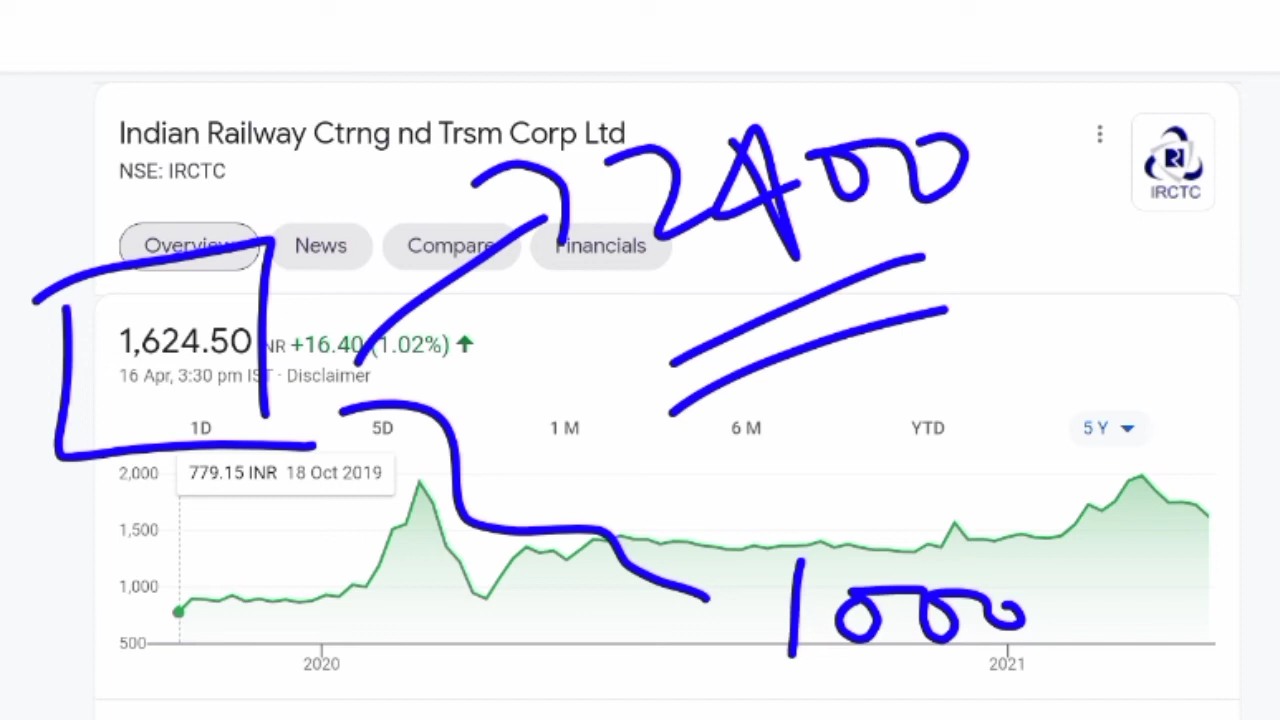 Indian Railway Ctrng nd Trsm Corp Ltd
NSE: IRCTC
IRCTC
2400
Overview News Compare Financials
1,624.50 INR +16.40 (1.02%) ↑
16 Apr, 3:30 pm IST · Disclaimer
1D 5D 1 M 6 M YTD 5 Y
2,000
779.15 INR 18 Oct 2019
1,500
1,000
1000
500
2020 2021